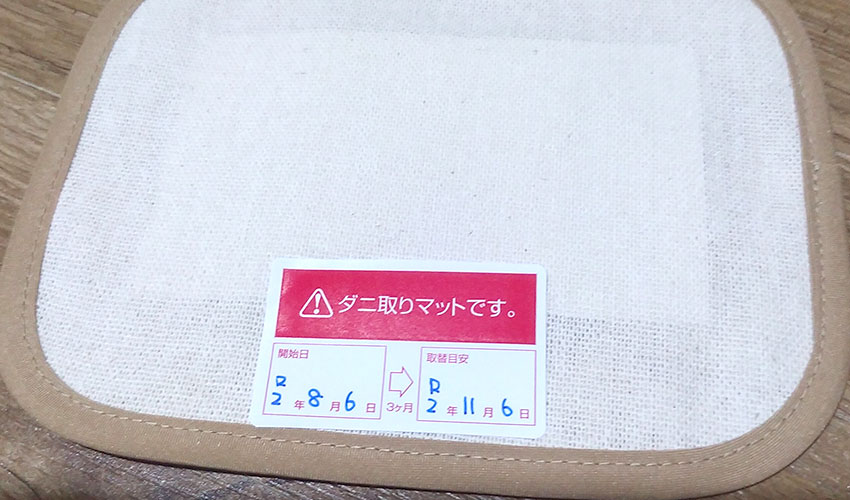 ダニ取りマットです。
開始日
R
2年8月6日
3ヶ月
取替目安
R
2年11月6日